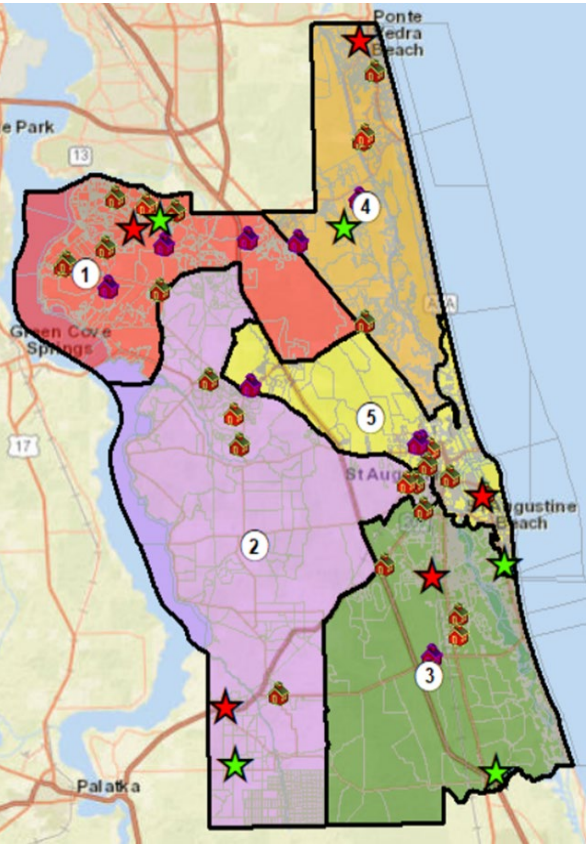 Ponte
Vedra
Beach
e Park
13
4
1
A1A
Green Cove
Springs
5
17
St Aug
Augustine
Beach
2
3
Palatka